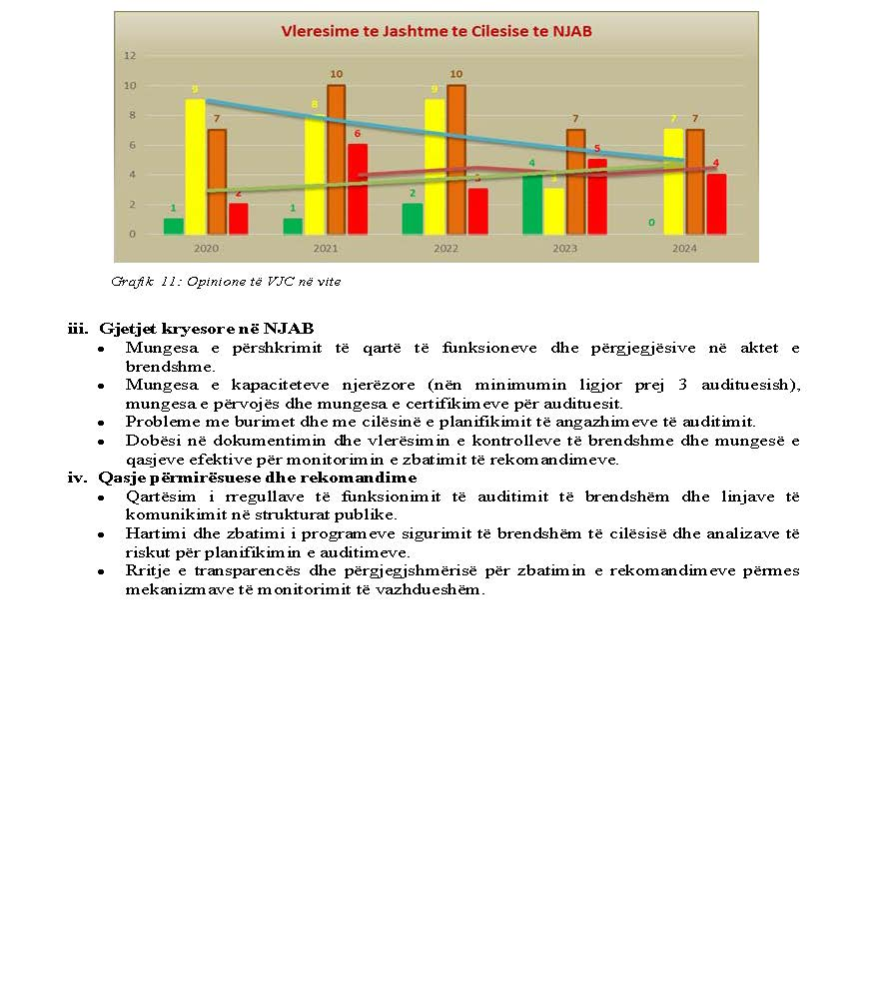 Vleresime te Jashtme te Cilesise te NJAB
12
10
8
6
4
2
0
1 9 7 2
1 8 10 6
2 9 10 3
4 3 7 5
0 7 7 4
2020 2021 2022 2023 2024
Grafik 11: Opinione të VJC në vite
iii. Gjetjet kryesore në NJAB
• Mungesa e përshkrimit të qartë të funksioneve dhe përgjegjësive në aktet e
brendshme.
• Mungesa e kapaciteteve njerëzore (nën minimumin ligjor prej 3 audituesish),
mungesa e përvojës dhe mungesa e certifikimeve për audituesit.
• Probleme me burimet dhe me cilësinë e planifikimit të angazhimeve të auditimit.
• Dobësi në dokumentimin dhe vlerësimin e kontrolleve të brendshme dhe mungesë e
qasjeve efektive për monitorimin e zbatimit të rekomandimeve.
iv. Qasje përmirësuese dhe rekomandime
• Qartësim i rregullave të funksionimit të auditimit të brendshëm dhe linjave të
komunikimit në strukturat publike.
• Hartimi dhe zbatimi i programeve sigurimit të brendshëm të cilësisë dhe analizave të
riskut për planifikimin e auditimeve.
• Rritje e transparencës dhe përgjegjshmërisë për zbatimin e rekomandimeve përmes
mekanizmave të monitorimit të vazhdueshëm.